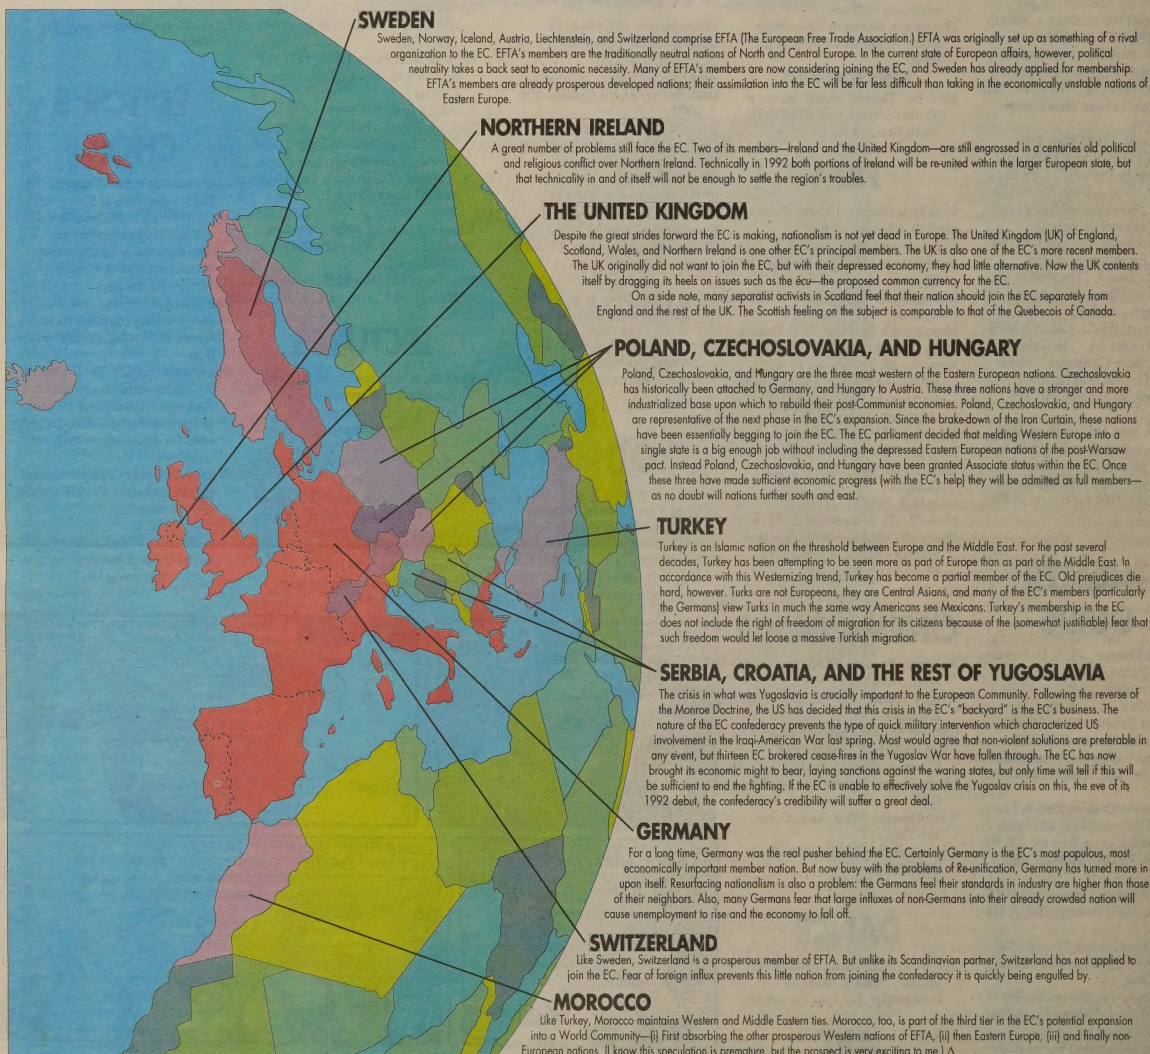 SWEDEN
Sweden, Norway, Iceland, Austria, Liechtenstein, and Switzerland comprise EFTA (The European Free Trade Association.) EFTA was originally set up as something of a rival
organization to the EC. EFTA's members are the traditionally neutral nations of North and Central Europe. In the current state of European affairs, however, political
neutrality takes a back seat to economic necessity. Many of EFTA's members are now considering joining the EC, and Sweden has already applied for membership.
EFTA's members are already prosperous developed nations; their assimilation into the EC will be far less difficult than taking in the economically unstable nations of
Eastern Europe.
NORTHERN IRELAND
A great number of problems still face the EC. Two of its members—Ireland and the United Kingdom—are still engrossed in a centuries old political
and religious conflict over Northern Ireland. Technically in 1992 both portions of Ireland will be re-united within the larger European state, but
that technicality in and of itself will not be enough to settle the region's troubles.
THE UNITED KINGDOM
Despite the great strides forward the EC is making, nationalism is not yet dead in Europe. The United Kingdom (UK) of England,
Scotland, Wales, and Northern Ireland is one other EC's principal members. The UK is also one of the EC's more recent members.
The UK originally did not want to join the EC, but with their depressed economy, they had little alternative. Now the UK contents
itself by dragging its heels on issues such as the écu—the proposed common currency for the EC.
On a side note, many separatist activists in Scotland feel that their nation should join the EC separately from
England and the rest of the UK. The Scottish feeling on the subject is comparable to that of the Quebecois of Canada.
POLAND, CZECHOSLOVAKIA, AND HUNGARY
Poland, Czechoslovakia, and Hungary are the three most western of the Eastern European nations. Czechoslovakia
has historically been attached to Germany, and Hungary to Austria. These three nations have a stronger and more
industrialized base upon which to rebuild their post-Communist economies. Poland, Czechoslovakia, and Hungary
are representative of the next phase in the EC's expansion. Since the brake-down of the Iron Curtain, these nations
have been essentially begging to join the EC. The EC parliament decided that melding Western Europe into a
single state is a big enough job without including the depressed Eastern European nations of the post-Warsaw
pact. Instead Poland, Czechoslovakia, and Hungary have been granted Associate status within the EC. Once
these three have made sufficient economic progress (with the EC's help) they will be admitted as full members—
as no doubt will nations further south and east.
TURKEY
Turkey is an Islamic nation on the threshold between Europe and the Middle East. For the past several
decades, Turkey has been attempting to be seen more as part of Europe than as part of the Middle East. In
accordance with this Westernizing trend, Turkey has become a partial member of the EC. Old prejudices die
hard, however. Turks are not Europeans, they are Central Asians, and many of the EC's members (particularly
the Germans) view Turks in much the same way Americans see Mexicans. Turkey's membership in the EC
does not include the right of freedom of migration for its citizens because of the (somewhat justifiable) fear that
such freedom would let loose a massive Turkish migration.
SERBIA, CROATIA, AND THE REST OF YUGOSLAVIA
The crisis in what was Yugoslavia is crucially important to the European Community. Following the reverse of
the Monroe Doctrine, the US has decided that this crisis in the EC's "backyard" is the EC's business. The
nature of the EC confederacy prevents the type of quick military intervention which characterized US
involvement in the Iraqi-American War last spring. Most would agree that non-violent solutions are preferable in
any event, but thirteen EC brokered cease-fires in the Yugoslav War have fallen through. The EC has now
brought its economic might to bear, laying sanctions against the waring states, but only time will tell if this will
be sufficient to end the fighting. If the EC is unable to effectively solve the Yugoslav crisis on this, the eve of its
1992 debut, the confederacy's credibility will suffer a great deal.
GERMANY
For a long time, Germany was the real pusher behind the EC. Certainly Germany is the EC's most populous, most
economically important member nation. But now busy with the problems of Re-unification, Germany has turned more in
upon itself. Resurfacing nationalism is also a problem: the Germans feel their standards in industry are higher than those
of their neighbors. Also, many Germans fear that large influxes of non-Germans into their already crowded nation will
cause unemployment to rise and the economy to fall off.
SWITZERLAND
Like Sweden, Switzerland is a prosperous member of EFTA. But unlike its Scandinavian partner, Switzerland has not applied to
join the EC. Fear of foreign influx prevents this little nation from joining the confederacy it is quickly being engulfed by.
MOROCCO
Like Turkey, Morocco maintains Western and Middle Eastern ties. Morocco, too, is part of the third tier in the EC's potential expansion
into a World Community—(i) First absorbing the other prosperous Western nations of EFTA, (ii) then Eastern Europe, (iii) and finally non-
European nations. (I know this speculation is premature, but the prospect is very exciting to me.) Δ